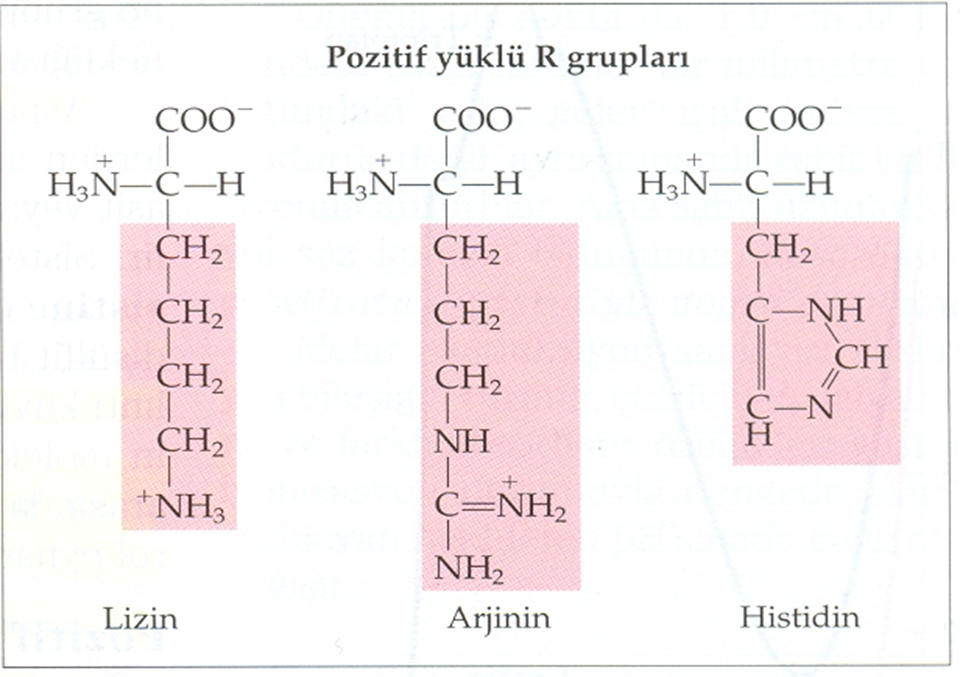 Pozitif yüklü R grupları
COO⁻
H₃N⁺—C—H
CH₂
CH₂
CH₂
CH₂
⁺NH₃
Lizin
COO⁻
H₃N⁺—C—H
CH₂
CH₂
CH₂
NH
C=N⁺H₂
NH₂
Arjinin
COO⁻
H₃N⁺—C—H
CH₂
C—NH
CH
C—N
H
Histidin